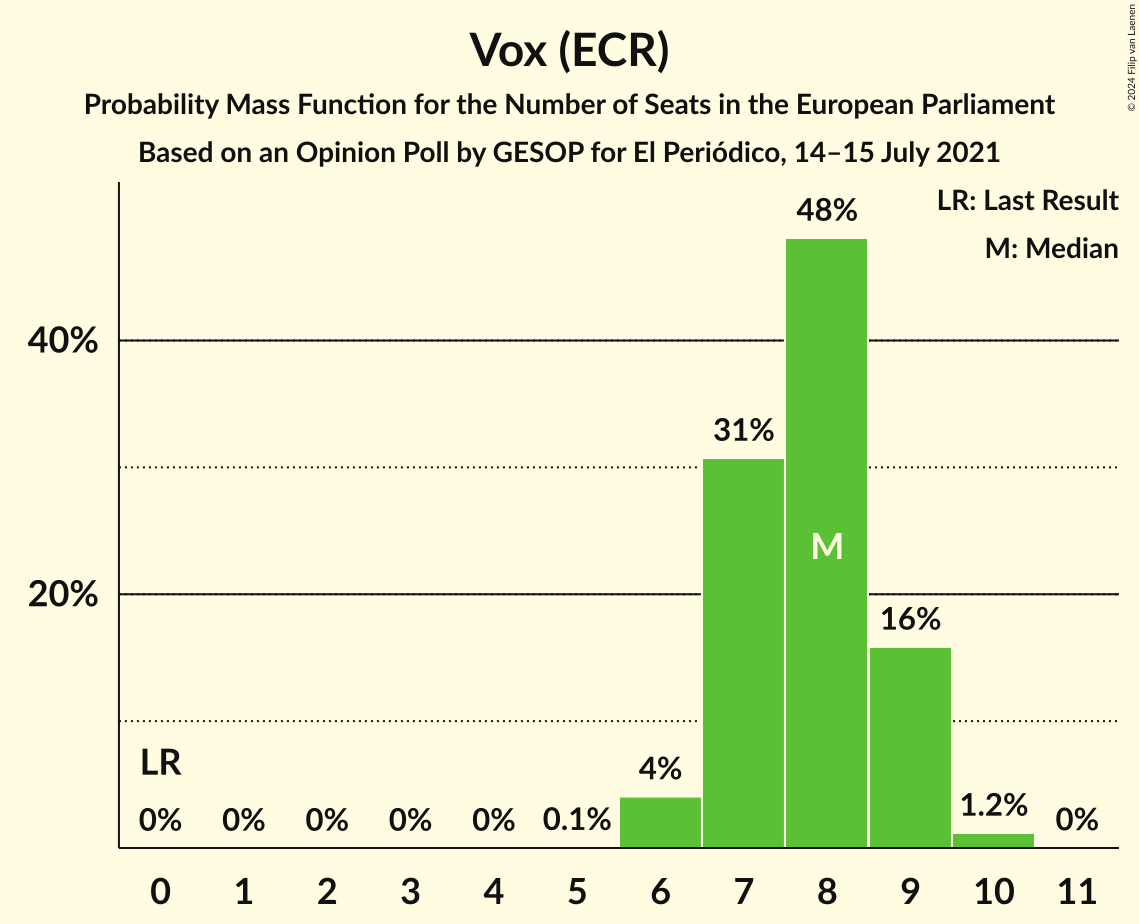 Vox (ECR)
Probability Mass Function for the Number of Seats in the European Parliament
Based on an Opinion Poll by GESOP for El Periódico, 14–15 July 2021
© 2024 Filip van Laenen
LR: Last Result
M: Median
48%
40%
31%
M
20%
16%
LR
4%
0% 0% 0% 0% 0% 0.1% 1.2% 0%
0 1 2 3 4 5 6 7 8 9 10 11